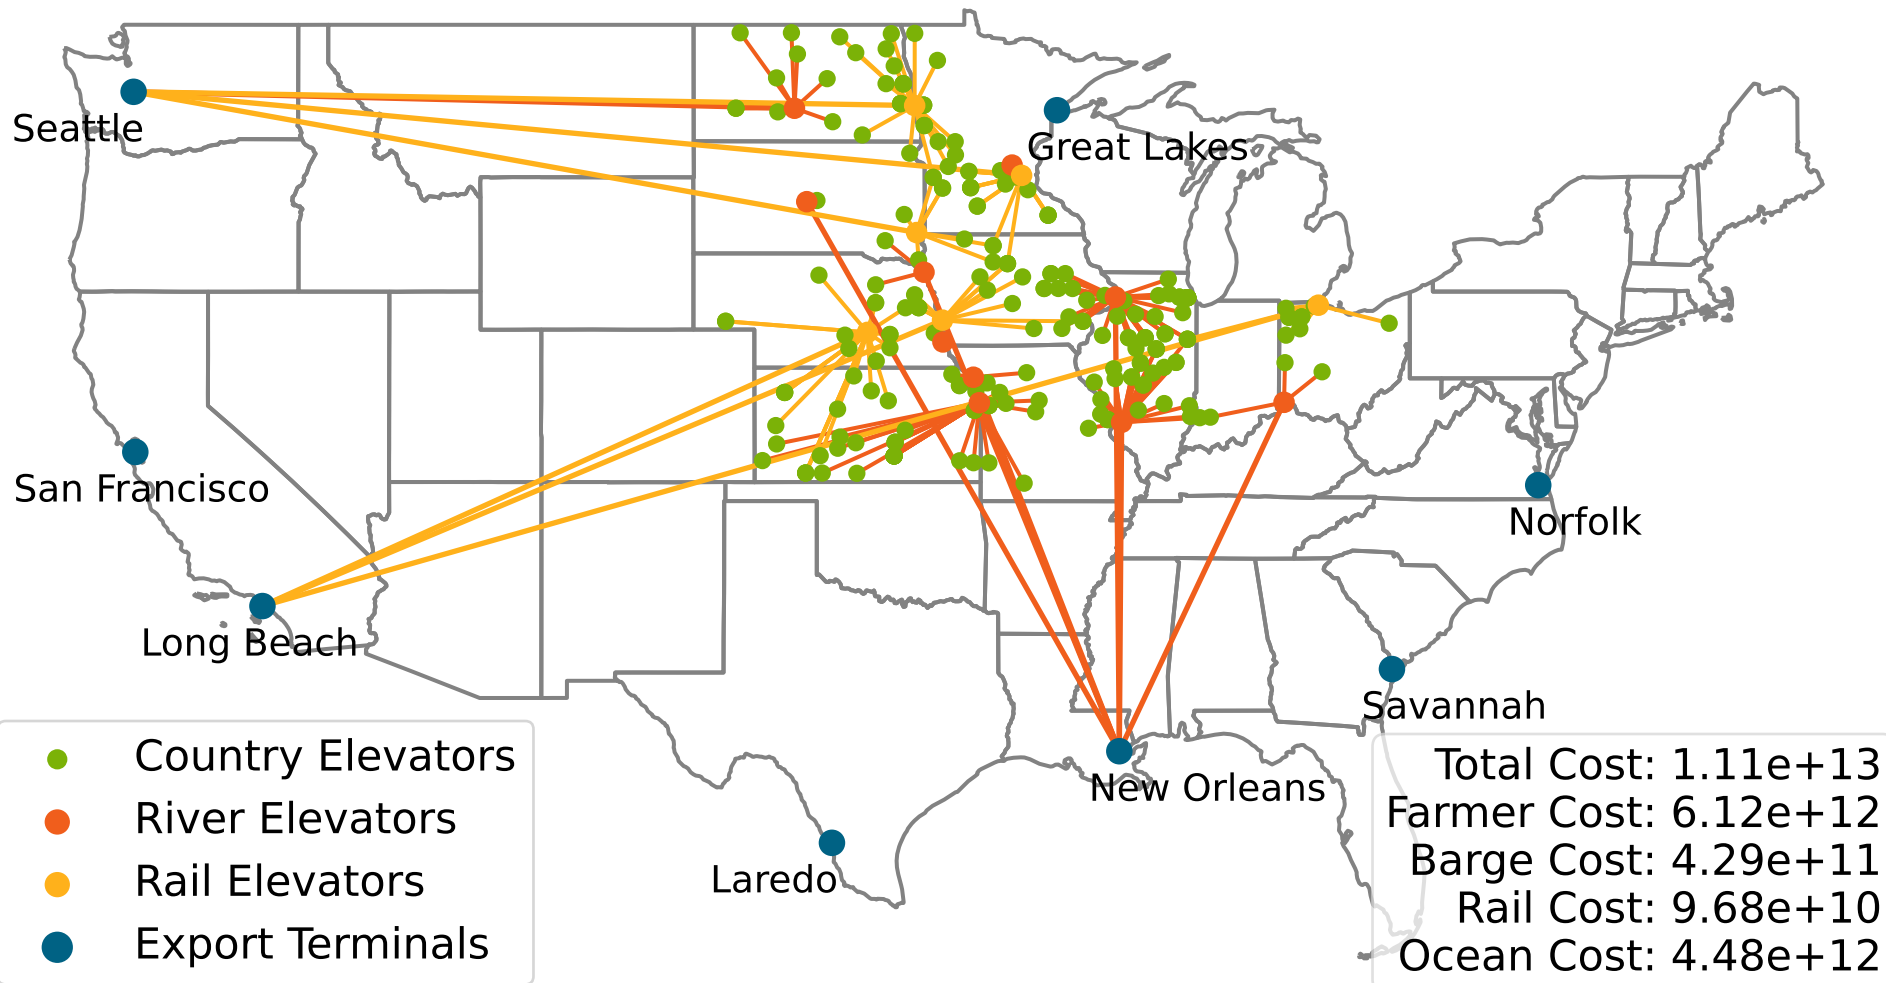 Seattle
Great Lakes
San Francisco
Norfolk
Long Beach
Savannah
New Orleans
Laredo
Country Elevators
River Elevators
Rail Elevators
Export Terminals
Total Cost: 1.11e+13
Farmer Cost: 6.12e+12
Barge Cost: 4.29e+11
Rail Cost: 9.68e+10
Ocean Cost: 4.48e+12